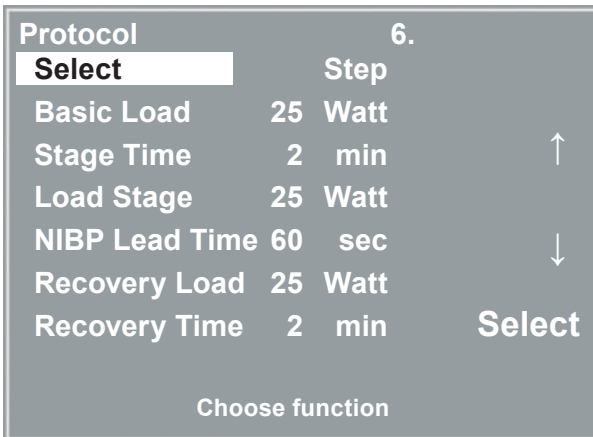 Protocol 6.
Select Step
Basic Load 25 Watt
Stage Time 2 min
↑
Load Stage 25 Watt
NIBP Lead Time 60 sec
↓
Recovery Load 25 Watt
Recovery Time 2 min
Select
Choose function